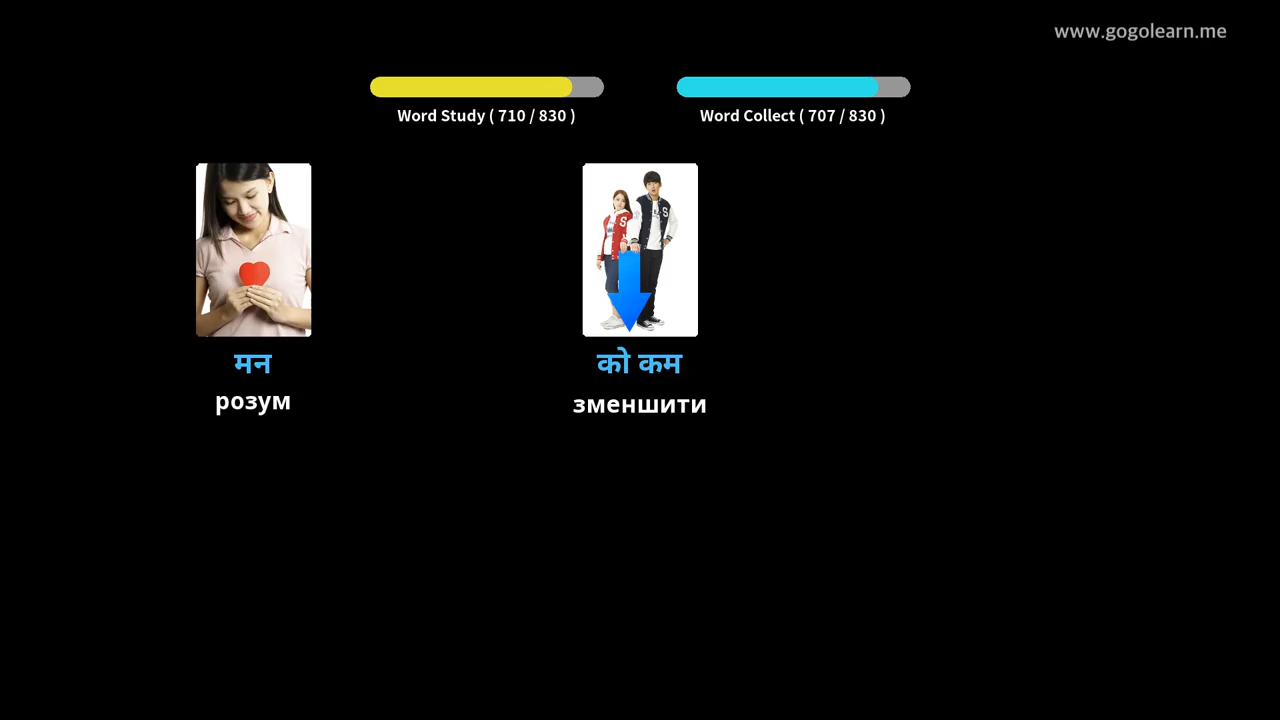 www.gogolearn.me
Word Study ( 710 / 830 )
Word Collect ( 707 / 830 )
S
S
मन
розум
को कम
зменшити